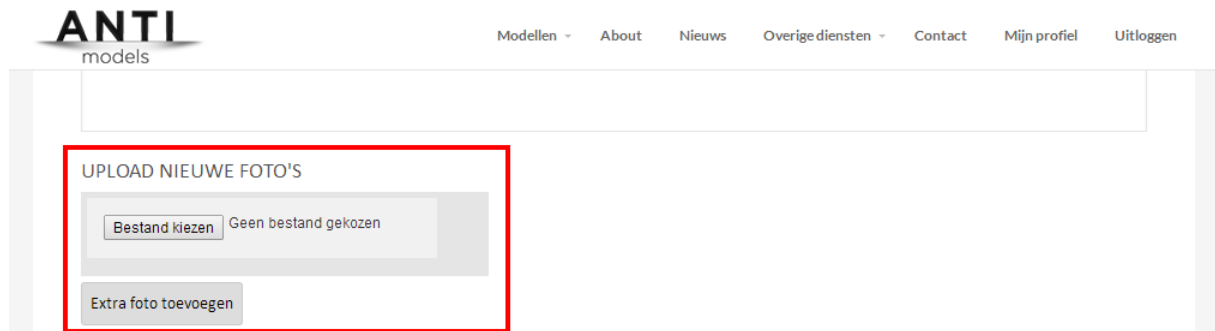 ANTI
models
Modellen About Nieuws Overige diensten Contact Mijn profiel Uitloggen
UPLOAD NIEUWE FOTO'S
Bestand kiezen Geen bestand gekozen
Extra foto toevoegen